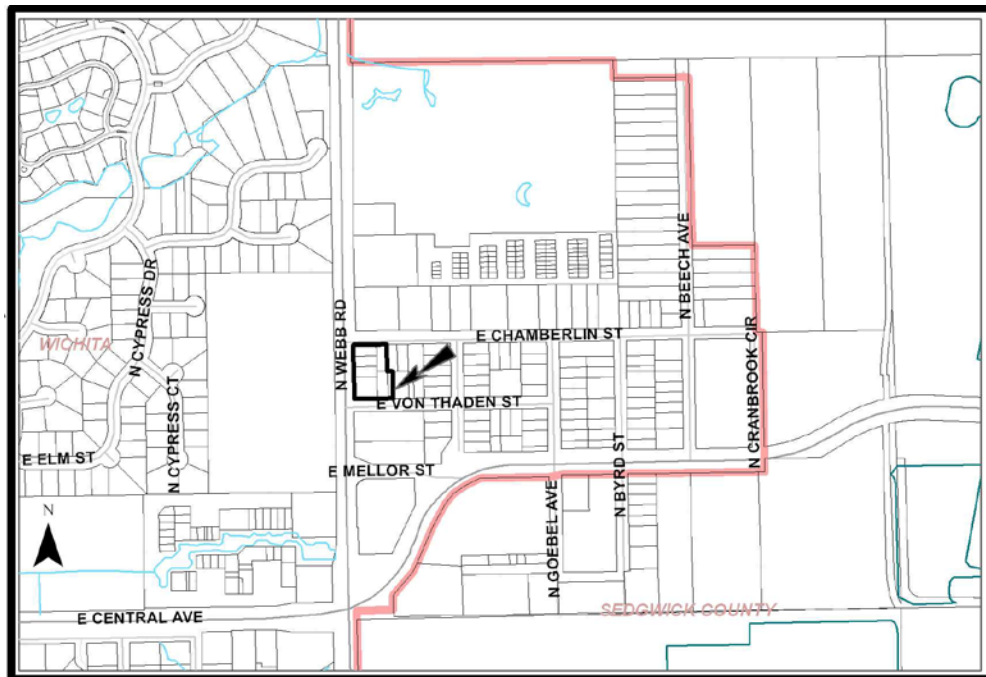 N BEECH AVE
N CYPRESS DR
N WEBB RD
E CHAMBERLIN ST
WICHITA
N CRANBROOK CIR
N CYPRESS CT
E VON THADEN ST
E ELM ST
E MELLOR ST
N BYRD ST
N GOEBEL AVE
N
SEDGWICK COUNTY
E CENTRAL AVE